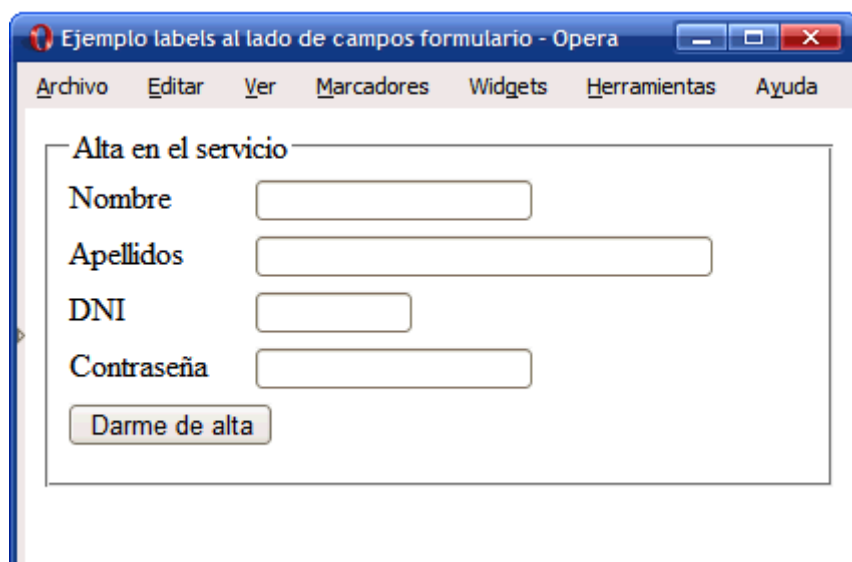 Ejemplo labels al lado de campos formulario - Opera
Archivo Editar Ver Marcadores Widgets Herramientas Ayuda
Alta en el servicio
Nombre
Apellidos
DNI
Contraseña
Darme de alta